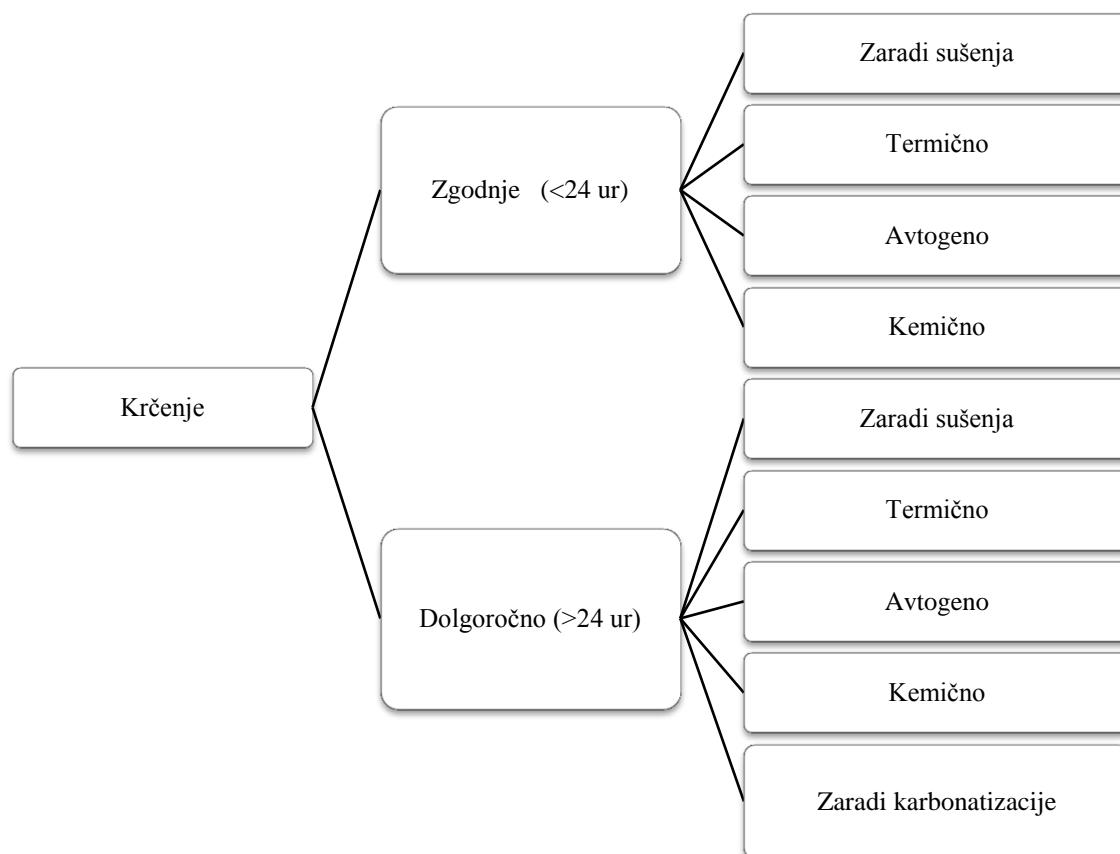 Krčenje
Zgodnje (<24 ur)
Zaradi sušenja
Termično
Avtogeno
Kemično
Dolgoročno (>24 ur)
Zaradi sušenja
Termično
Avtogeno
Kemično
Zaradi karbonatizacije